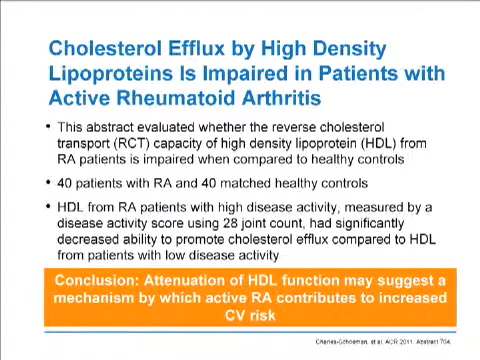 Cholesterol Efflux by High Density
Lipoproteins Is Impaired in Patients with
Active Rheumatoid Arthritis
• This abstract evaluated whether the reverse cholesterol
transport (RCT) capacity of high density lipoprotein (HDL) from
RA patients is impaired when compared to healthy controls
• 40 patients with RA and 40 matched healthy controls
• HDL from RA patients with high disease activity, measured by a
disease activity score using 28 joint count, had significantly
decreased ability to promote cholesterol efflux compared to HDL
from patients with low disease activity
Conclusion: Attenuation of HDL function may suggest a
mechanism by which active RA contributes to increased
CV risk
Charles-Schoeman, et al. ACR 2011. Abstract 704.